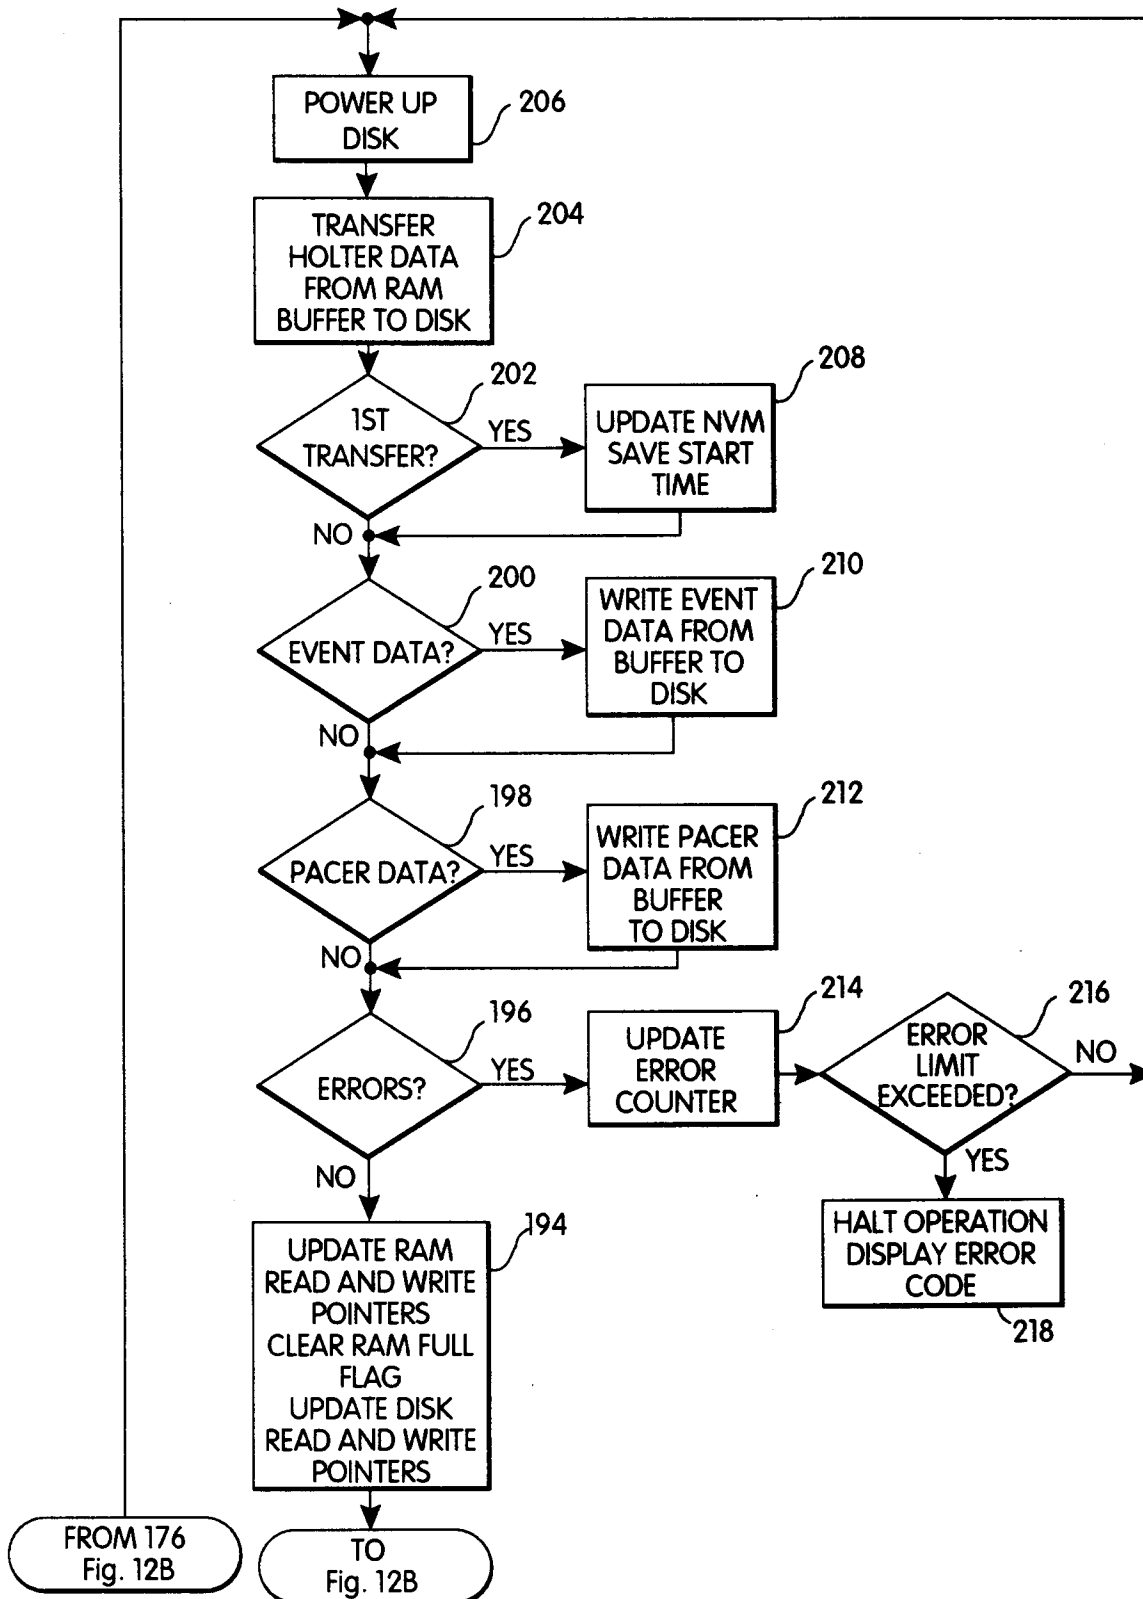 POWER UP
DISK
206
TRANSFER
HOLTER DATA
FROM RAM
BUFFER TO DISK
204
1ST
TRANSFER?
202
YES
NO
UPDATE NVM
SAVE START
TIME
208
EVENT DATA?
200
YES
NO
WRITE EVENT
DATA FROM
BUFFER TO
DISK
210
PACER DATA?
198
YES
NO
WRITE PACER
DATA FROM
BUFFER
TO DISK
212
ERRORS?
196
YES
NO
UPDATE
ERROR
COUNTER
214
ERROR
LIMIT
EXCEEDED?
216
NO
YES
HALT OPERATION
DISPLAY ERROR
CODE
218
UPDATE RAM
READ AND WRITE
POINTERS
CLEAR RAM FULL
FLAG
UPDATE DISK
READ AND WRITE
POINTERS
194
FROM 176
Fig. 12B
TO
Fig. 12B